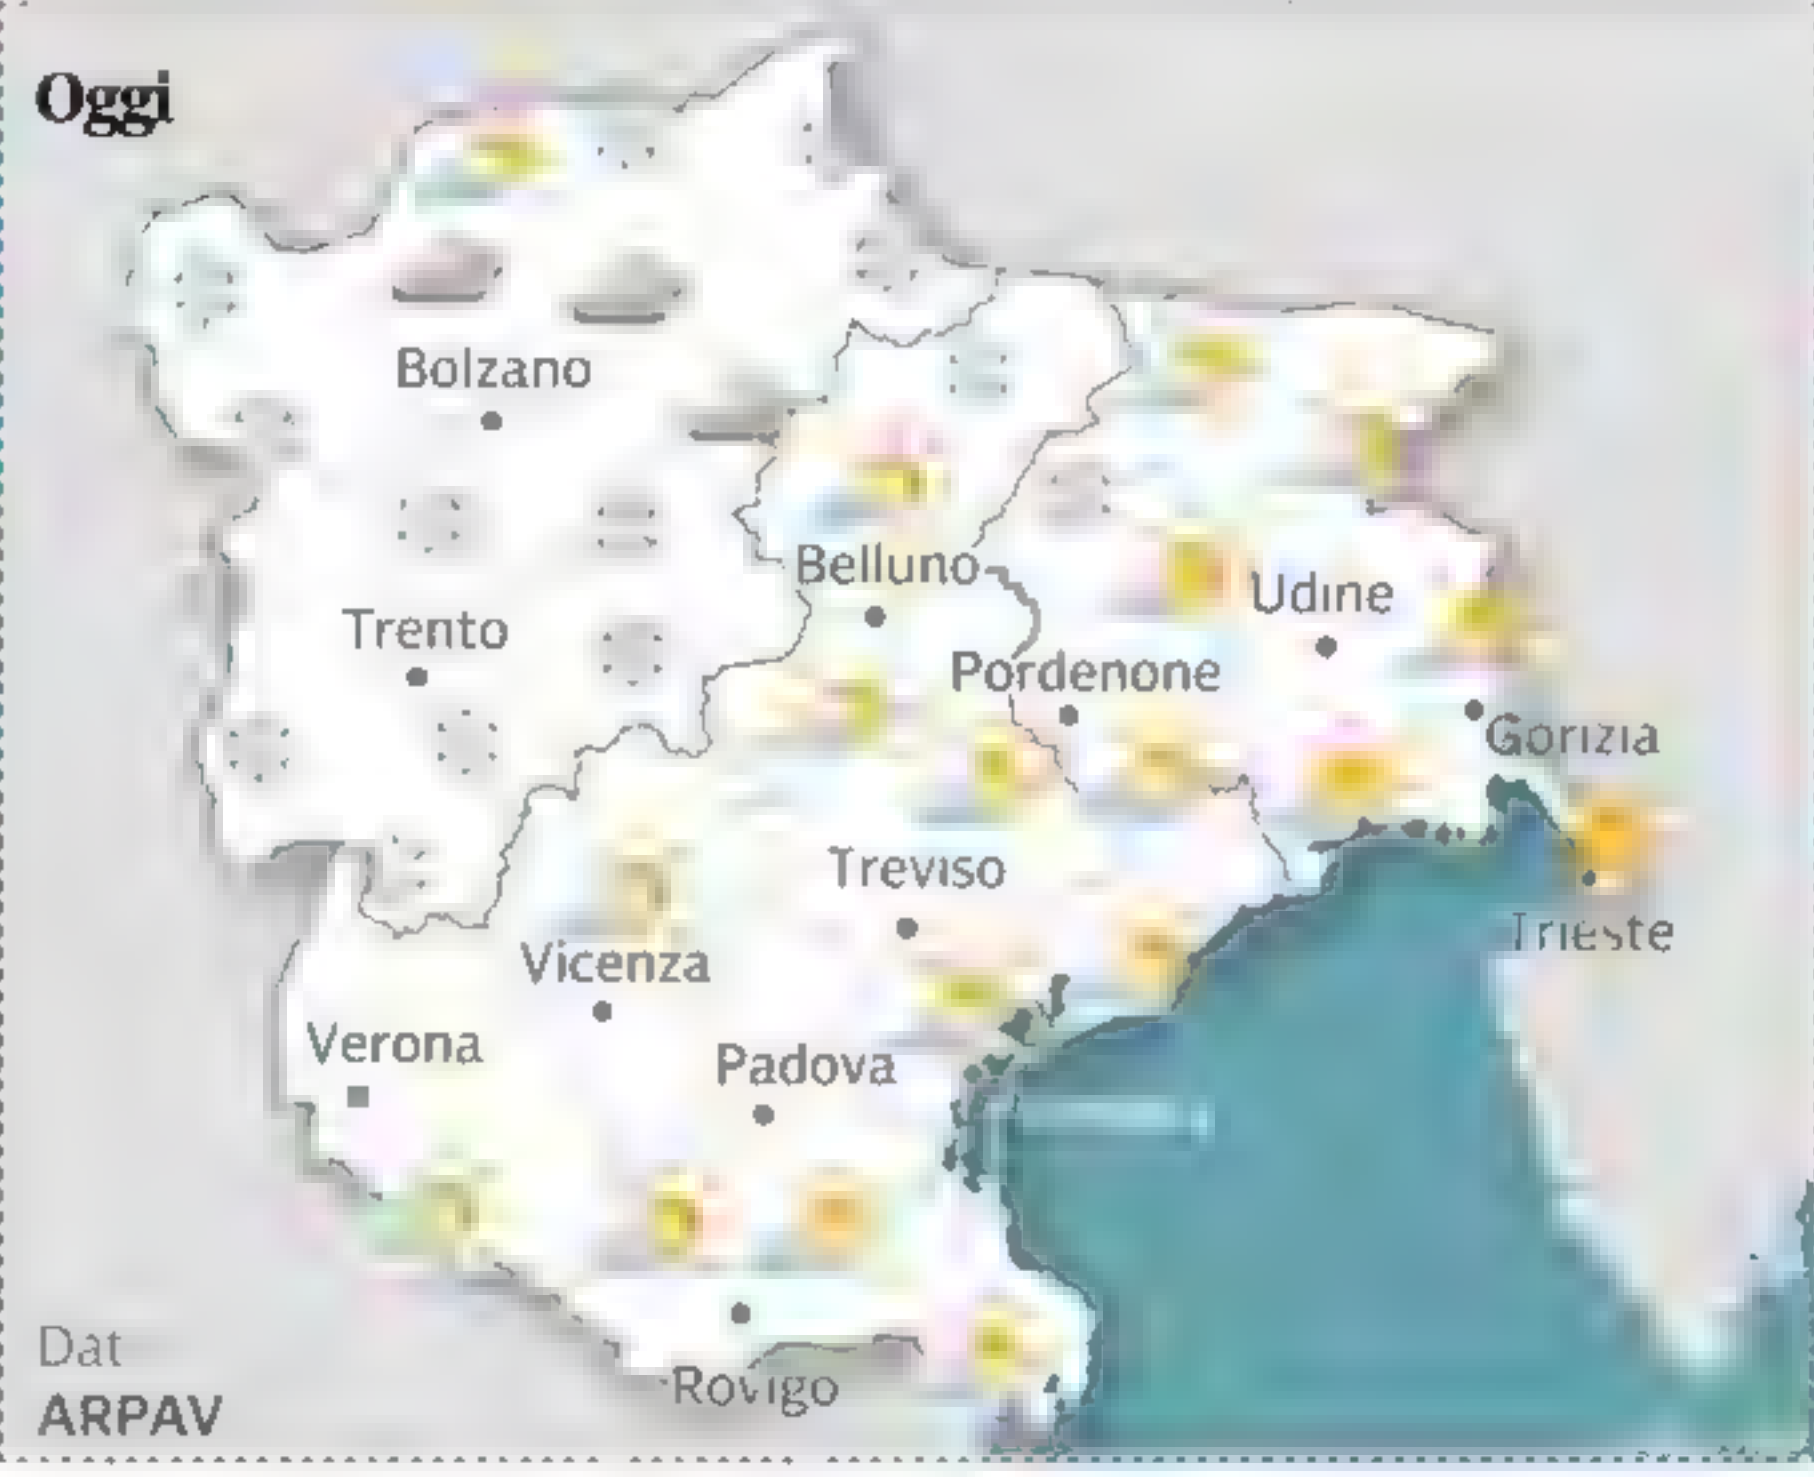 Oggi
Bolzano
Belluno
Udine
Trento
Pordenone
Gorizia
Treviso
Trieste
Vicenza
Verona
Padova
Dat
ARPAV
Rovigo